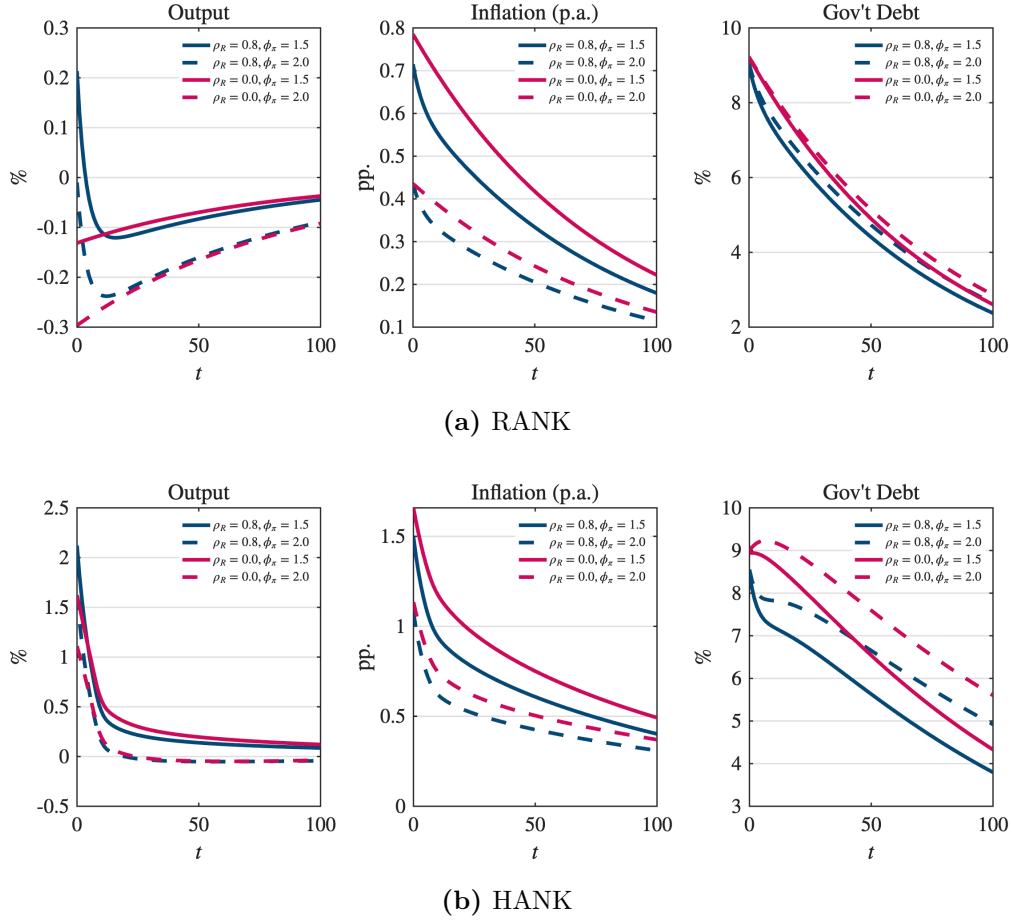 Output
0.3
0.2
0.1
0
-0.1
-0.2
-0.3
%
0
50
100
t
ρR = 0.8, ϕπ = 1.5
ρR = 0.8, ϕπ = 2.0
ρR = 0.0, ϕπ = 1.5
ρR = 0.0, ϕπ = 2.0
Inflation (p.a.)
0.8
0.7
0.6
0.5
0.4
0.3
0.2
0.1
pp.
0
50
100
t
ρR = 0.8, ϕπ = 1.5
ρR = 0.8, ϕπ = 2.0
ρR = 0.0, ϕπ = 1.5
ρR = 0.0, ϕπ = 2.0
Gov't Debt
10
8
6
4
2
%
0
50
100
t
ρR = 0.8, ϕπ = 1.5
ρR = 0.8, ϕπ = 2.0
ρR = 0.0, ϕπ = 1.5
ρR = 0.0, ϕπ = 2.0
(a) RANK
Output
2.5
2
1.5
1
0.5
0
-0.5
%
0
50
100
t
ρR = 0.8, ϕπ = 1.5
ρR = 0.8, ϕπ = 2.0
ρR = 0.0, ϕπ = 1.5
ρR = 0.0, ϕπ = 2.0
Inflation (p.a.)
1.5
1
0.5
0
pp.
0
50
100
t
ρR = 0.8, ϕπ = 1.5
ρR = 0.8, ϕπ = 2.0
ρR = 0.0, ϕπ = 1.5
ρR = 0.0, ϕπ = 2.0
Gov't Debt
10
9
8
7
6
5
4
3
%
0
50
100
t
ρR = 0.8, ϕπ = 1.5
ρR = 0.8, ϕπ = 2.0
ρR = 0.0, ϕπ = 1.5
ρR = 0.0, ϕπ = 2.0
(b) HANK